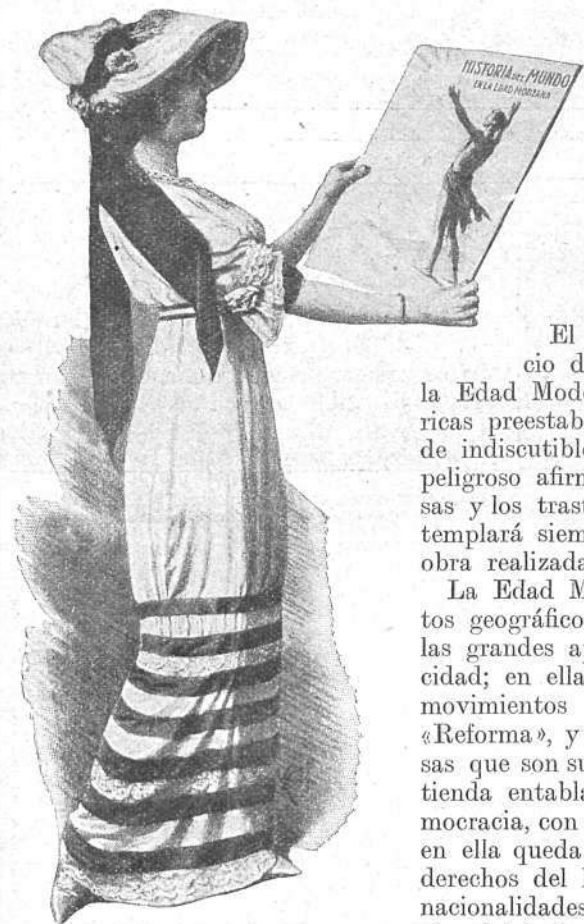 HISTORIA DEL MUNDO
EN LA EDAD MODERNA
El
cio d
la Edad Mode
ricas preestab
de indiscutible
peligroso afirn
sas y los trast
templará siem
obra realizada
La Edad M
tos geográfico
las grandes a
cidad; en ella
movimientos
«Reforma», y
sas que son su
tienda entabla
mocracia, con
en ella queda
derechos del
nacionalidades